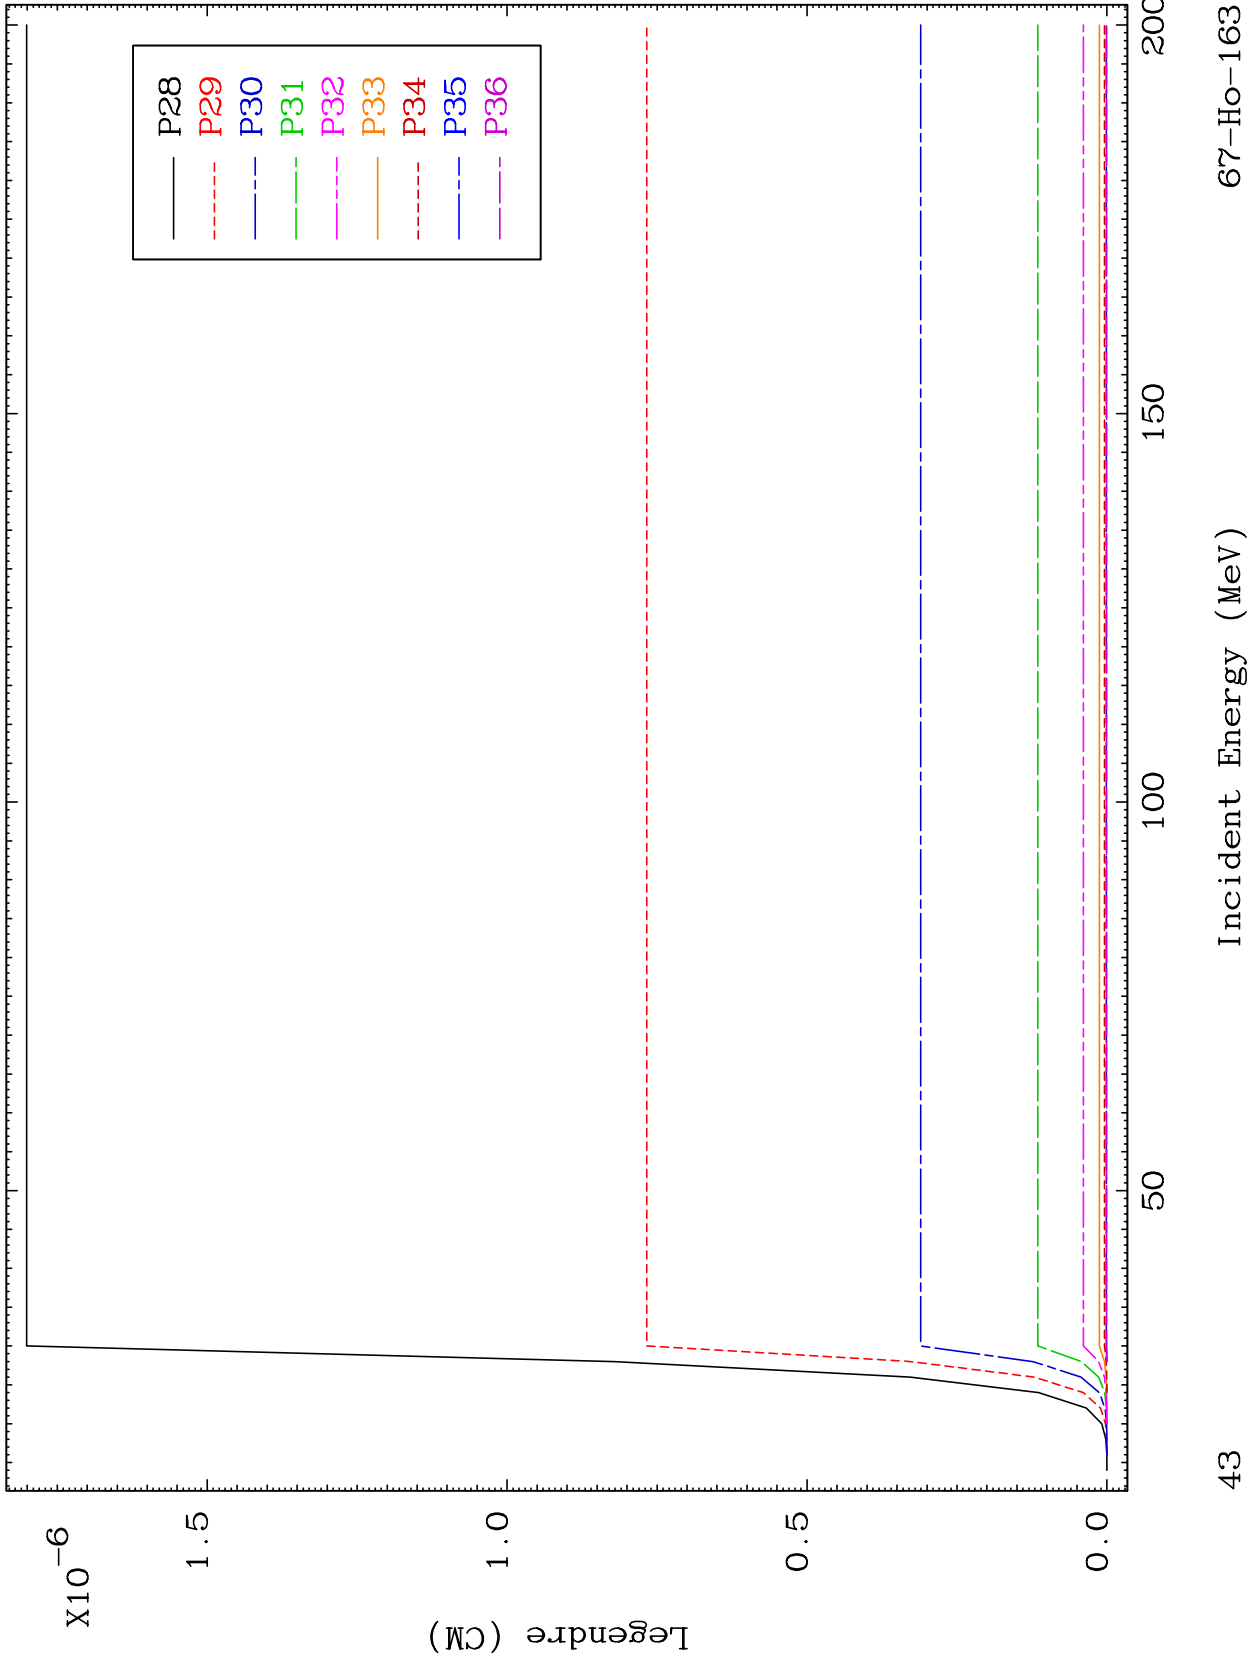 X10-6
1.5
1.0
0.5
0.0
Legendre (CM)
P28
P29
P30
P31
P32
P33
P34
P35
P36
50
100
150
200
Incident Energy (MeV)
43
67-Ho-163